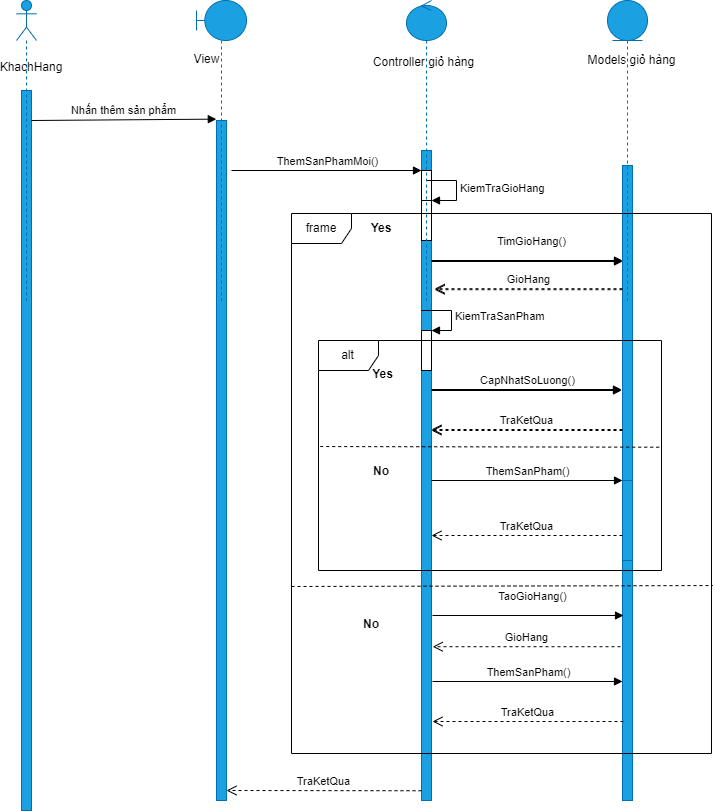 KhachHang
View
Controller giỏ hàng
Models giỏ hàng
Nhấn thêm sản phẩm
ThemSanPhamMoi()
KiemTraGioHang
frame
Yes
TimGioHang()
GioHang
KiemTraSanPham
alt
Yes
CapNhatSoLuong()
TraKetQua
No
ThemSanPham()
TraKetQua
TaoGioHang()
No
GioHang
ThemSanPham()
TraKetQua
TraKetQua